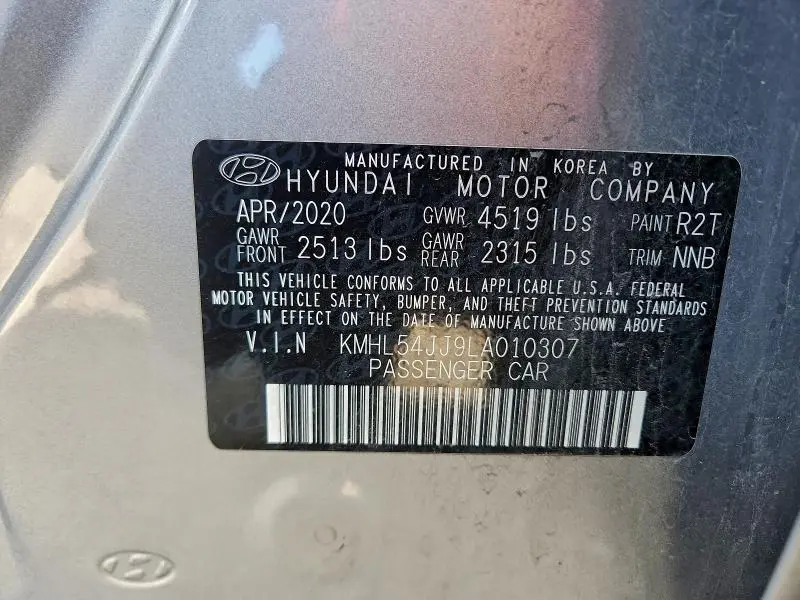 MANUFACTURED IN KOREA BY
HYUNDAI MOTOR COMPANY
APR/2020 GVWR 4519 lbs PAINT R2T
GAWR FRONT 2513 lbs GAWR REAR 2315 lbs TRIM NNB
THIS VEHICLE CONFORMS TO ALL APPLICABLE U.S.A. FEDERAL
MOTOR VEHICLE SAFETY, BUMPER, AND THEFT PREVENTION STANDARDS
IN EFFECT ON THE DATE OF MANUFACTURE SHOWN ABOVE
V.I.N KMHL54JJ9LA010307
PASSENGER CAR